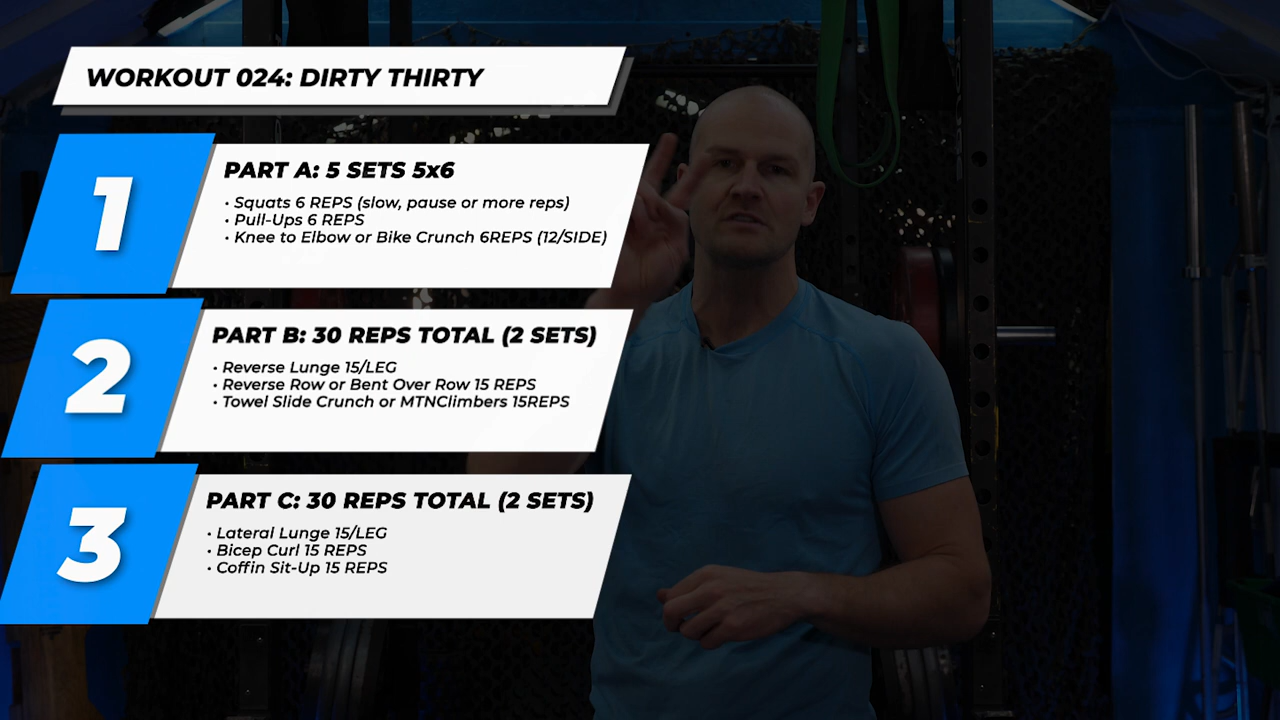 WORKOUT 024: DIRTY THIRTY
1
PART A: 5 SETS 5x6
• Squats 6 REPS (slow, pause or more reps)
• Pull-Ups 6 REPS
• Knee to Elbow or Bike Crunch 6REPS (12/SIDE)
2
PART B: 30 REPS TOTAL (2 SETS)
• Reverse Lunge 15/LEG
• Reverse Row or Bent Over Row 15 REPS
• Towel Slide Crunch or MTNClimbers 15REPS
3
PART C: 30 REPS TOTAL (2 SETS)
• Lateral Lunge 15/LEG
• Bicep Curl 15 REPS
• Coffin Sit-Up 15 REPS